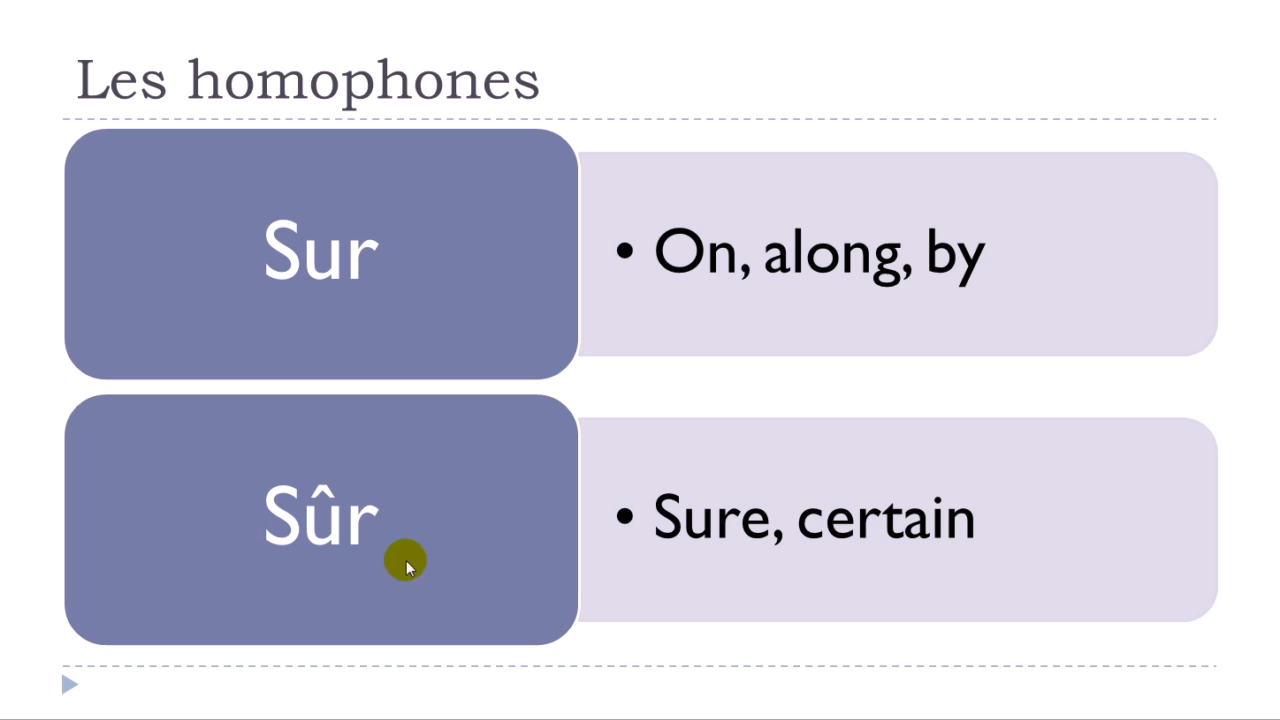 Les homophones
Sur
• On, along, by
Sûr
• Sure, certain